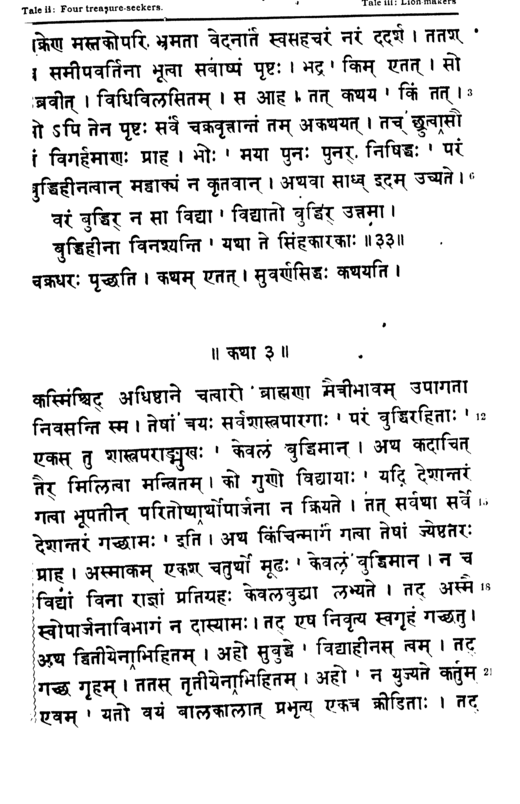 Tale ii: Four treasure-seekers. Tale iii: Lion-makers
क्रेण मस्तकोपरि भ्रमता वेदनार्तं स्वसहचरं नरं ददर्श । ततश्
समीपवर्तिना भूत्वा सबाष्पं पृष्टः । भद्र ' किम् एतत् । सो
ब्रवीत् । विधिविलसितम् । स आह । तत् कथय ' किं तत् । 3
ऽपि तेन पृष्टः सर्वं चक्रवृत्तान्तं तम् अकथयत् । तच् छ्रुत्वासौ
विगर्हमाणः प्राह । भोः ' मया पुनः पुनर् निषिद्धः ' परं
बुद्धिहीनत्वान् मद्वाक्यं न कृतवान् । अथवा साध्व् इदम् उच्यते । 6
वरं बुद्धिर् न सा विद्या ' विद्यातो बुद्धिर् उत्तमा ।
बुद्धिहीना विनश्यन्ति ' यथा ते सिंहकारकाः ॥३३॥
चक्रधरः पृच्छति । कथम् एतत् । सुवर्णसिद्धः कथयति ।
॥ कथा ३ ॥
कस्मिंश्चिद् अधिष्ठाने चत्वारो ब्राह्मणा मैत्रीभावम् उपागता
निवसन्ति स्म । तेषां त्रयः सर्वशास्त्रपारगाः ' परं बुद्धिरहिताः ' 12
एकस् तु शास्त्रपराङ्मुखः ' केवलं बुद्धिमान् । अथ कदाचित्
तैर् मिलित्वा मन्त्रितम् । को गुणो विद्यायाः ' यदि देशान्तरं
गत्वा भूपतीन् परितोष्यार्थोपार्जना न क्रियते । तत् सर्वथा सर्वे
देशान्तरं गच्छामः ' इति । अथ किंचिन्मार्गं गत्वा तेषां ज्येष्ठतरः
प्राह । अस्माकम् एकश् चतुर्थो मूढः ' केवलं बुद्धिमान । न च
विद्यां विना राज्ञां प्रतिग्रहः केवलबुद्ध्या लभ्यते । तद् अस्मै 18
स्वोपार्जनाविभागं न दास्यामः । तद् एष निवृत्य स्वगृहं गच्छतु ।
अथ द्वितीयेनाभिहितम् । अहो सुबुद्धे ' विद्याहीनस् त्वम् । तद्
गच्छ गृहम् । ततस् तृतीयेनाभिहितम् । अहो ' न युज्यते कर्तुम 21
एवम् ' यतो वयं बालकालात् प्रभृत्य् एकत्र क्रीडिताः । तद्